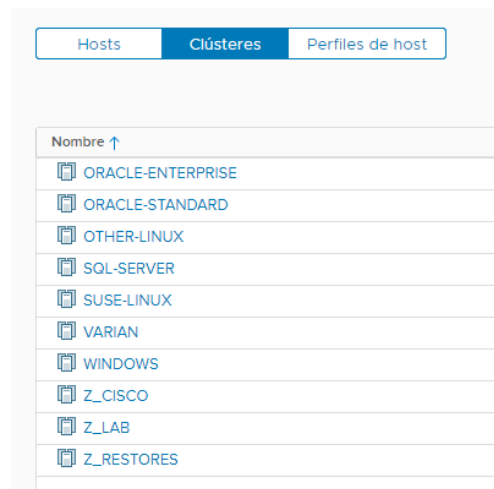 Hosts Clústeres Perfiles de host
Nombre ↑
ORACLE-ENTERPRISE
ORACLE-STANDARD
OTHER-LINUX
SQL-SERVER
SUSE-LINUX
VARIAN
WINDOWS
Z_CISCO
Z_LAB
Z_RESTORES